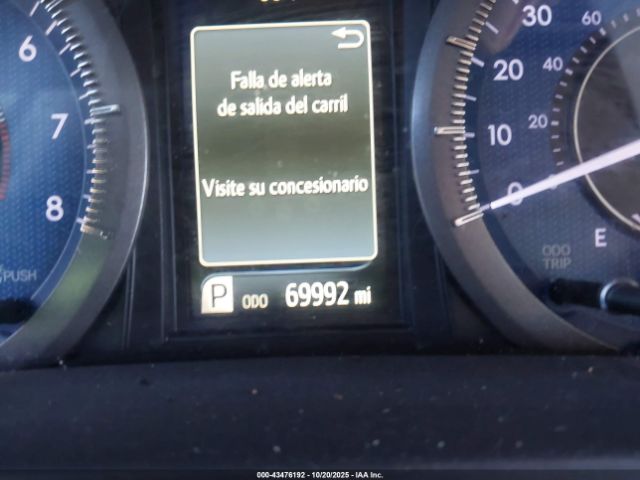 6
7
8
PUSH
Falla de alerta
de salida del carril
Visite su concesionario
P ODO 69992 mi
30
20
10
0
60
40
20
E
ODO
TRIP
000-43476192 - 10/20/2025 - IAA Inc.